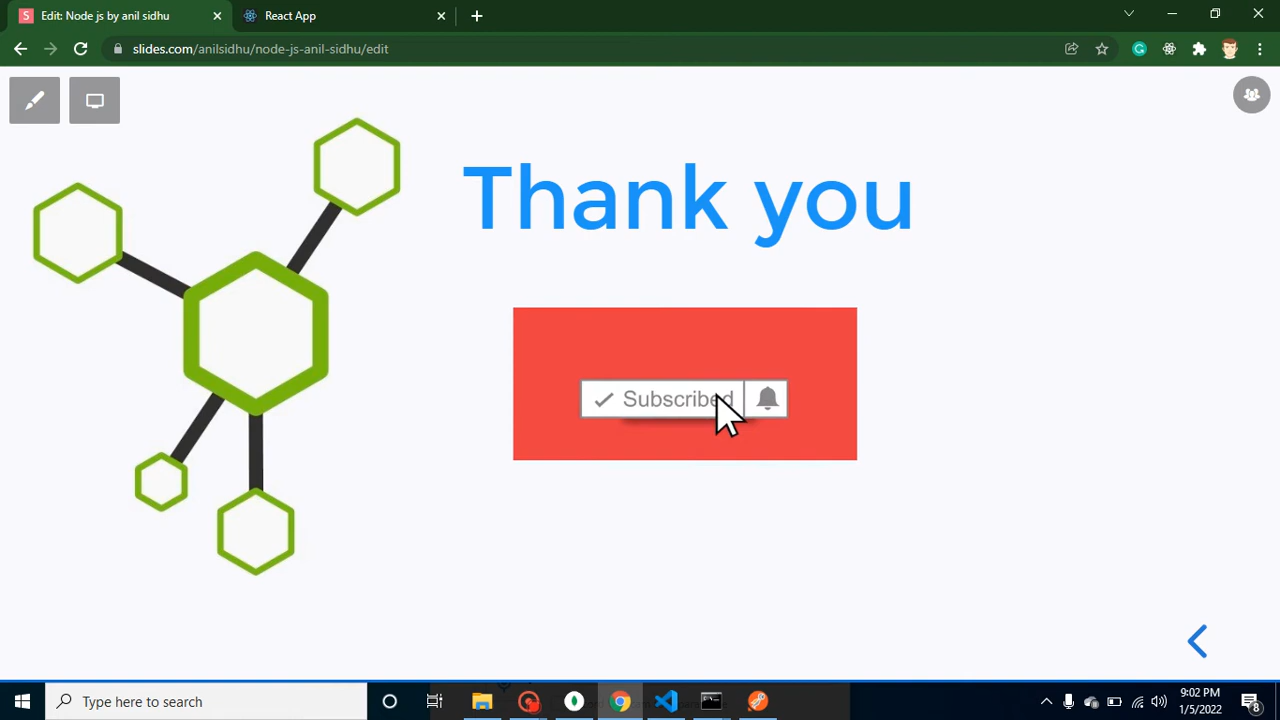 Edit: Node js by anil sidhu
React App
slides.com/anilsidhu/node-js-anil-sidhu/edit
Thank you
Subscribed
Type here to search
9:02 PM
1/5/2022
8